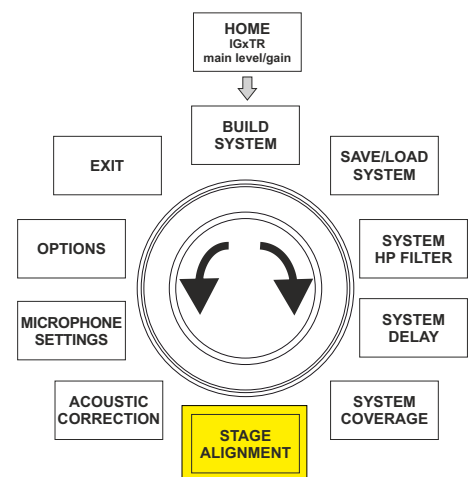 HOME
IGxTR
main level/gain
BUILD
SYSTEM
SAVE/LOAD
SYSTEM
SYSTEM
HP FILTER
SYSTEM
DELAY
SYSTEM
COVERAGE
STAGE
ALIGNMENT
ACOUSTIC
CORRECTION
MICROPHONE
SETTINGS
OPTIONS
EXIT